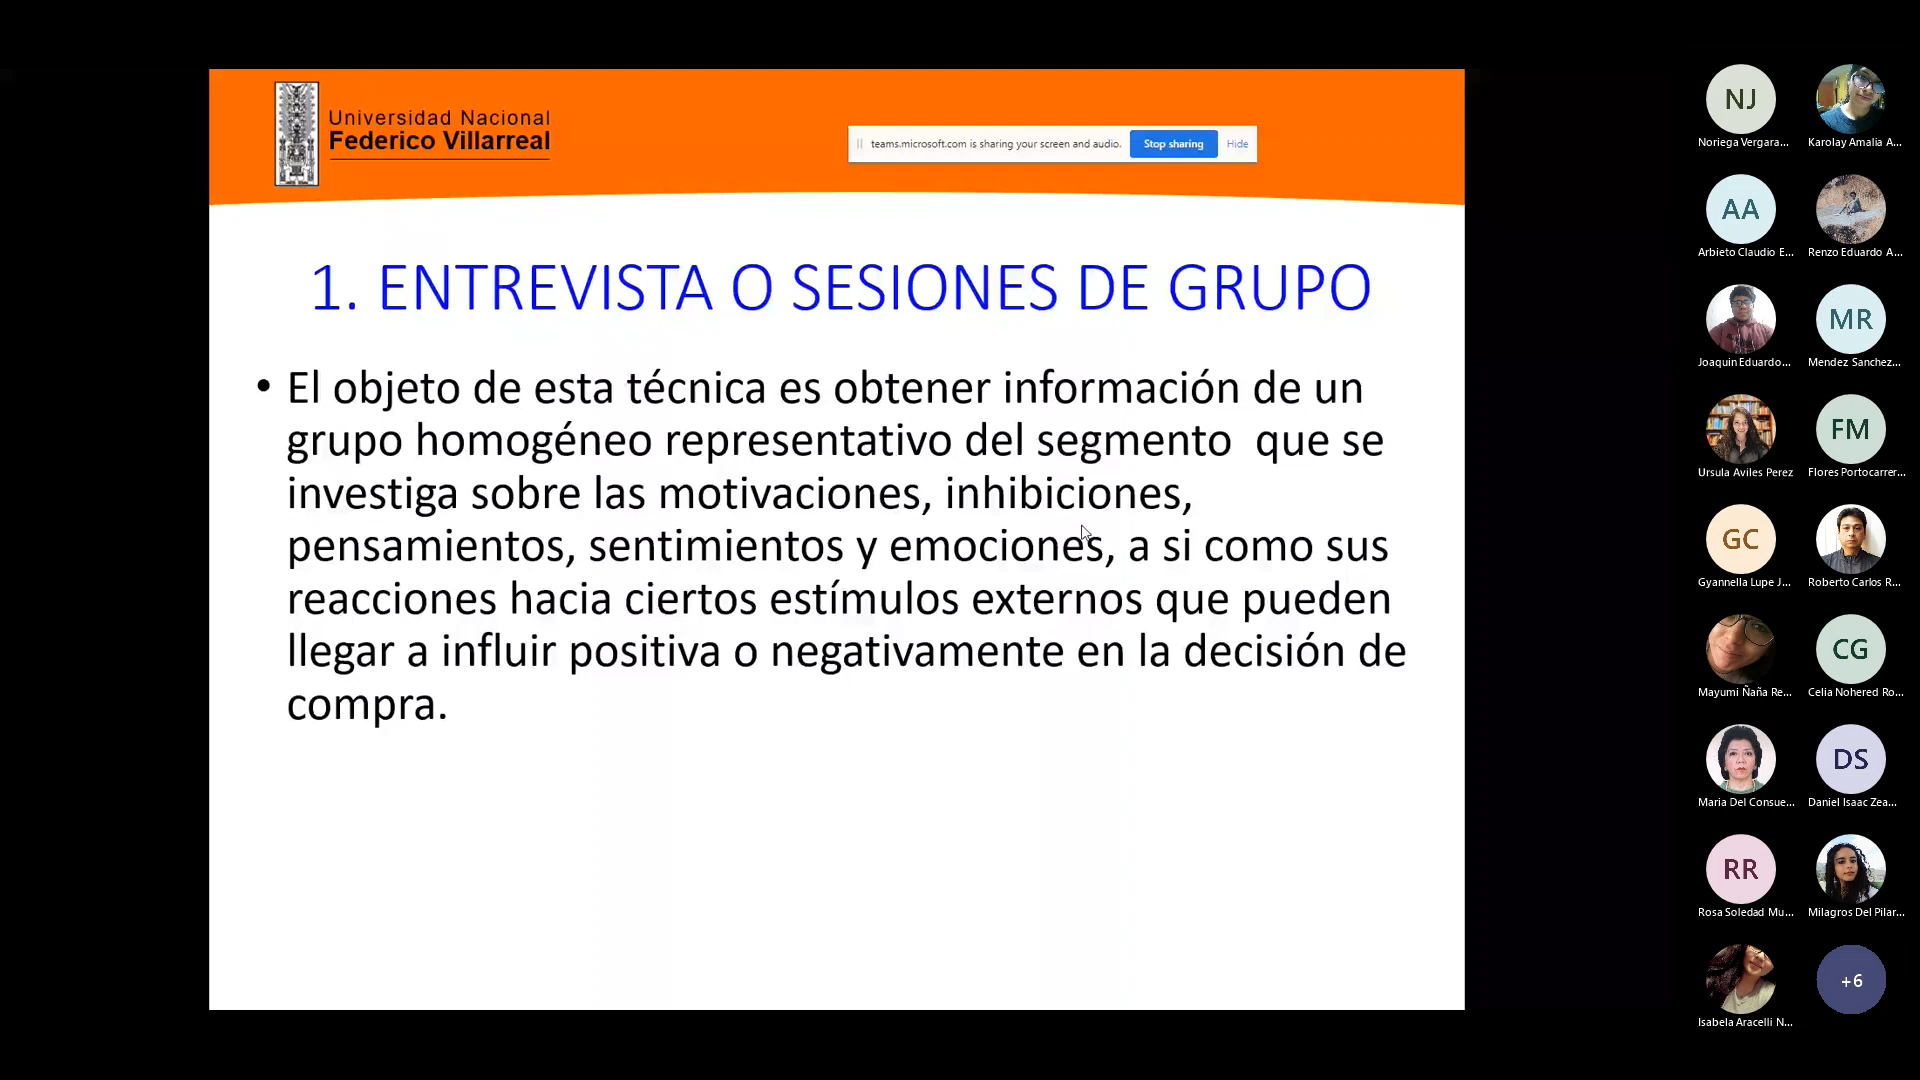 Universidad Nacional
Federico Villarreal
teams.microsoft.com is sharing your screen and audio. Stop sharing Hide
1. ENTREVISTA O SESIONES DE GRUPO
• El objeto de esta técnica es obtener información de un
grupo homogéneo representativo del segmento que se
investiga sobre las motivaciones, inhibiciones,
pensamientos, sentimientos y emociones, a si como sus
reacciones hacia ciertos estímulos externos que pueden
llegar a influir positiva o negativamente en la decisión de
compra.
NJ
Noriega Vergara... Karolay Amalia A...
AA
Arbieto Claudio E... Renzo Eduardo A...
MR
Joaquin Eduardo... Mendez Sanchez...
FM
Ursula Aviles Perez Flores Portocarrer...
GC
Gyannella Lupe J... Roberto Carlos R...
CG
Mayumi Ñaña Re... Celia Nohered Ro...
DS
Maria Del Consue... Daniel Isaac Zea...
RR
Rosa Soledad Mu... Milagros Del Pilar...
+6
Isabela Aracelli N...